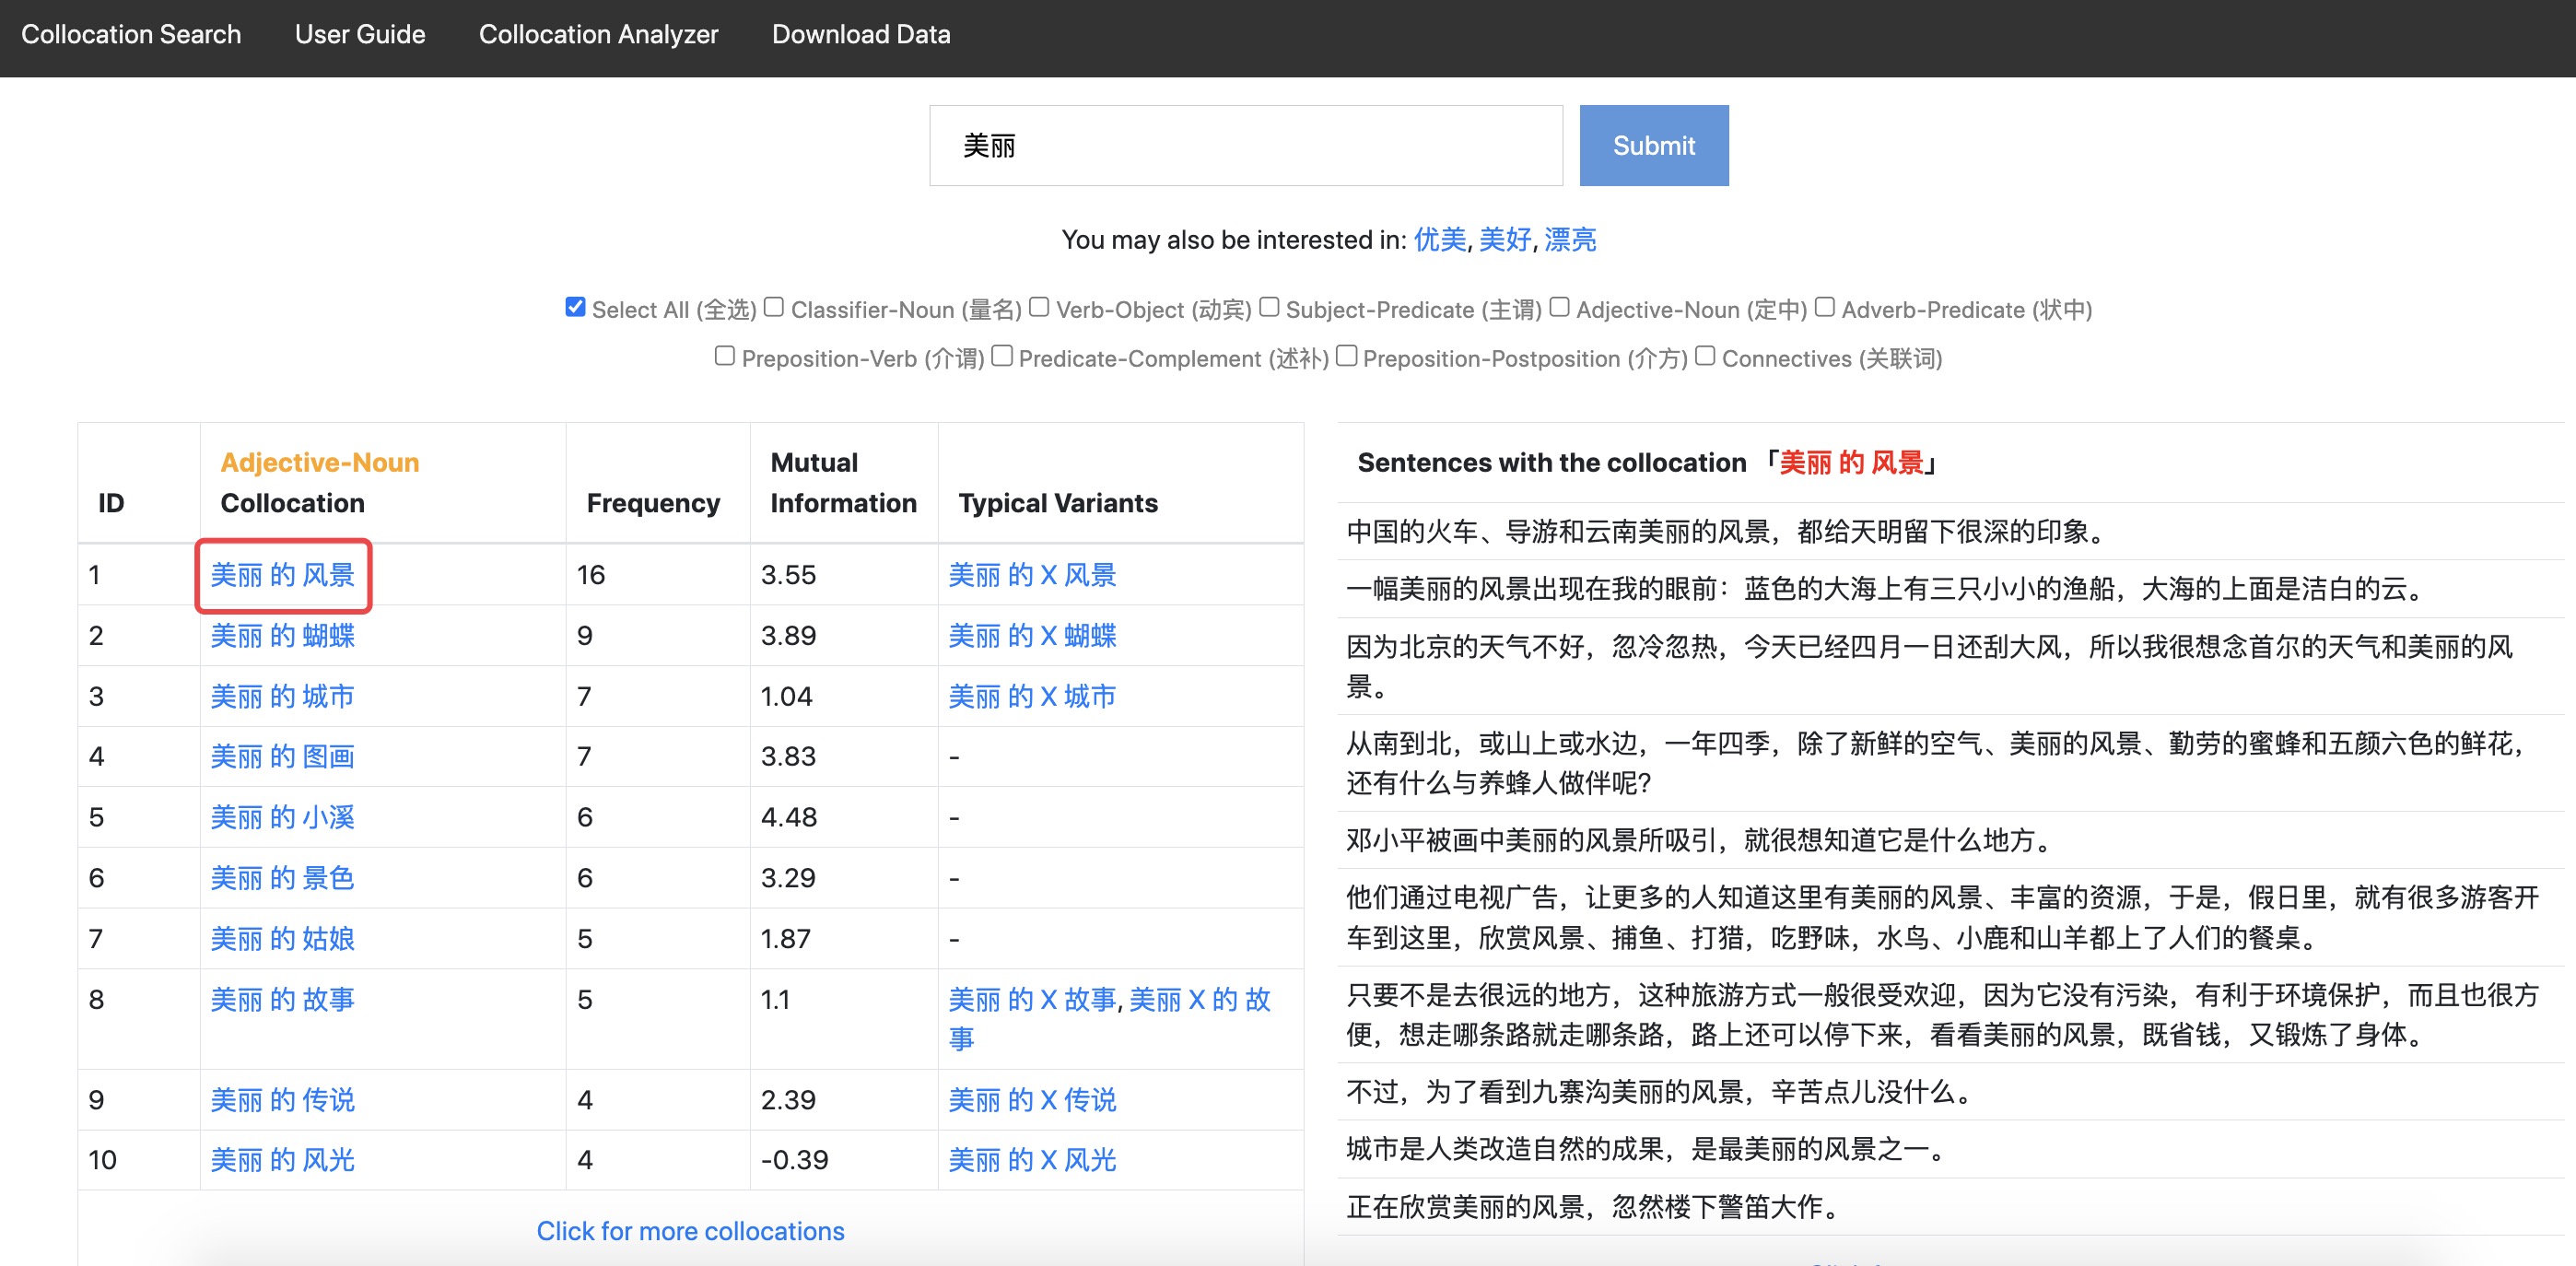 Collocation Search User Guide Collocation Analyzer Download Data
美丽
Submit
You may also be interested in: 优美, 美好, 漂亮
Select All (全选) Classifier-Noun (量名) Verb-Object (动宾) Subject-Predicate (主谓) Adjective-Noun (定中) Adverb-Predicate (状中)
Preposition-Verb (介谓) Predicate-Complement (述补) Preposition-Postposition (介方) Connectives (关联词)
ID Adjective-Noun Collocation Frequency Mutual Information Typical Variants
1 美丽 的 风景 16 3.55 美丽 的 X 风景
2 美丽 的 蝴蝶 9 3.89 美丽 的 X 蝴蝶
3 美丽 的 城市 7 1.04 美丽 的 X 城市
4 美丽 的 图画 7 3.83 -
5 美丽 的 小溪 6 4.48 -
6 美丽 的 景色 6 3.29 -
7 美丽 的 姑娘 5 1.87 -
8 美丽 的 故事 5 1.1 美丽 的 X 故事, 美丽 X 的 故
事
9 美丽 的 传说 4 2.39 美丽 的 X 传说
10 美丽 的 风光 4 -0.39 美丽 的 X 风光
Click for more collocations
Sentences with the collocation 「美丽 的 风景」
中国的火车、导游和云南美丽的风景，都给天明留下很深的印象。
一幅美丽的风景出现在我的眼前：蓝色的大海上有三只小小的渔船，大海的上面是洁白的云。
因为北京的天气不好，忽冷忽热，今天已经四月一日还刮大风，所以我很想念首尔的天气和美丽的风
景。
从南到北，或山上或水边，一年四季，除了新鲜的空气、美丽的风景、勤劳的蜜蜂和五颜六色的鲜花，
还有什么与养蜂人做伴呢?
邓小平被画中美丽的风景所吸引，就很想知道它是什么地方。
他们通过电视广告，让更多的人知道这里有美丽的风景、丰富的资源，于是，假日里，就有很多游客开
车到这里，欣赏风景、捕鱼、打猎，吃野味，水鸟、小鹿和山羊都上了人们的餐桌。
只要不是去很远的地方，这种旅游方式一般很受欢迎，因为它没有污染，有利于环境保护，而且也很方
便，想走哪条路就走哪条路，路上还可以停下来，看看美丽的风景，既省钱，又锻炼了身体。
不过，为了看到九寨沟美丽的风景，辛苦点儿没什么。
城市是人类改造自然的成果，是最美丽的风景之一。
正在欣赏美丽的风景，忽然楼下警笛大作。